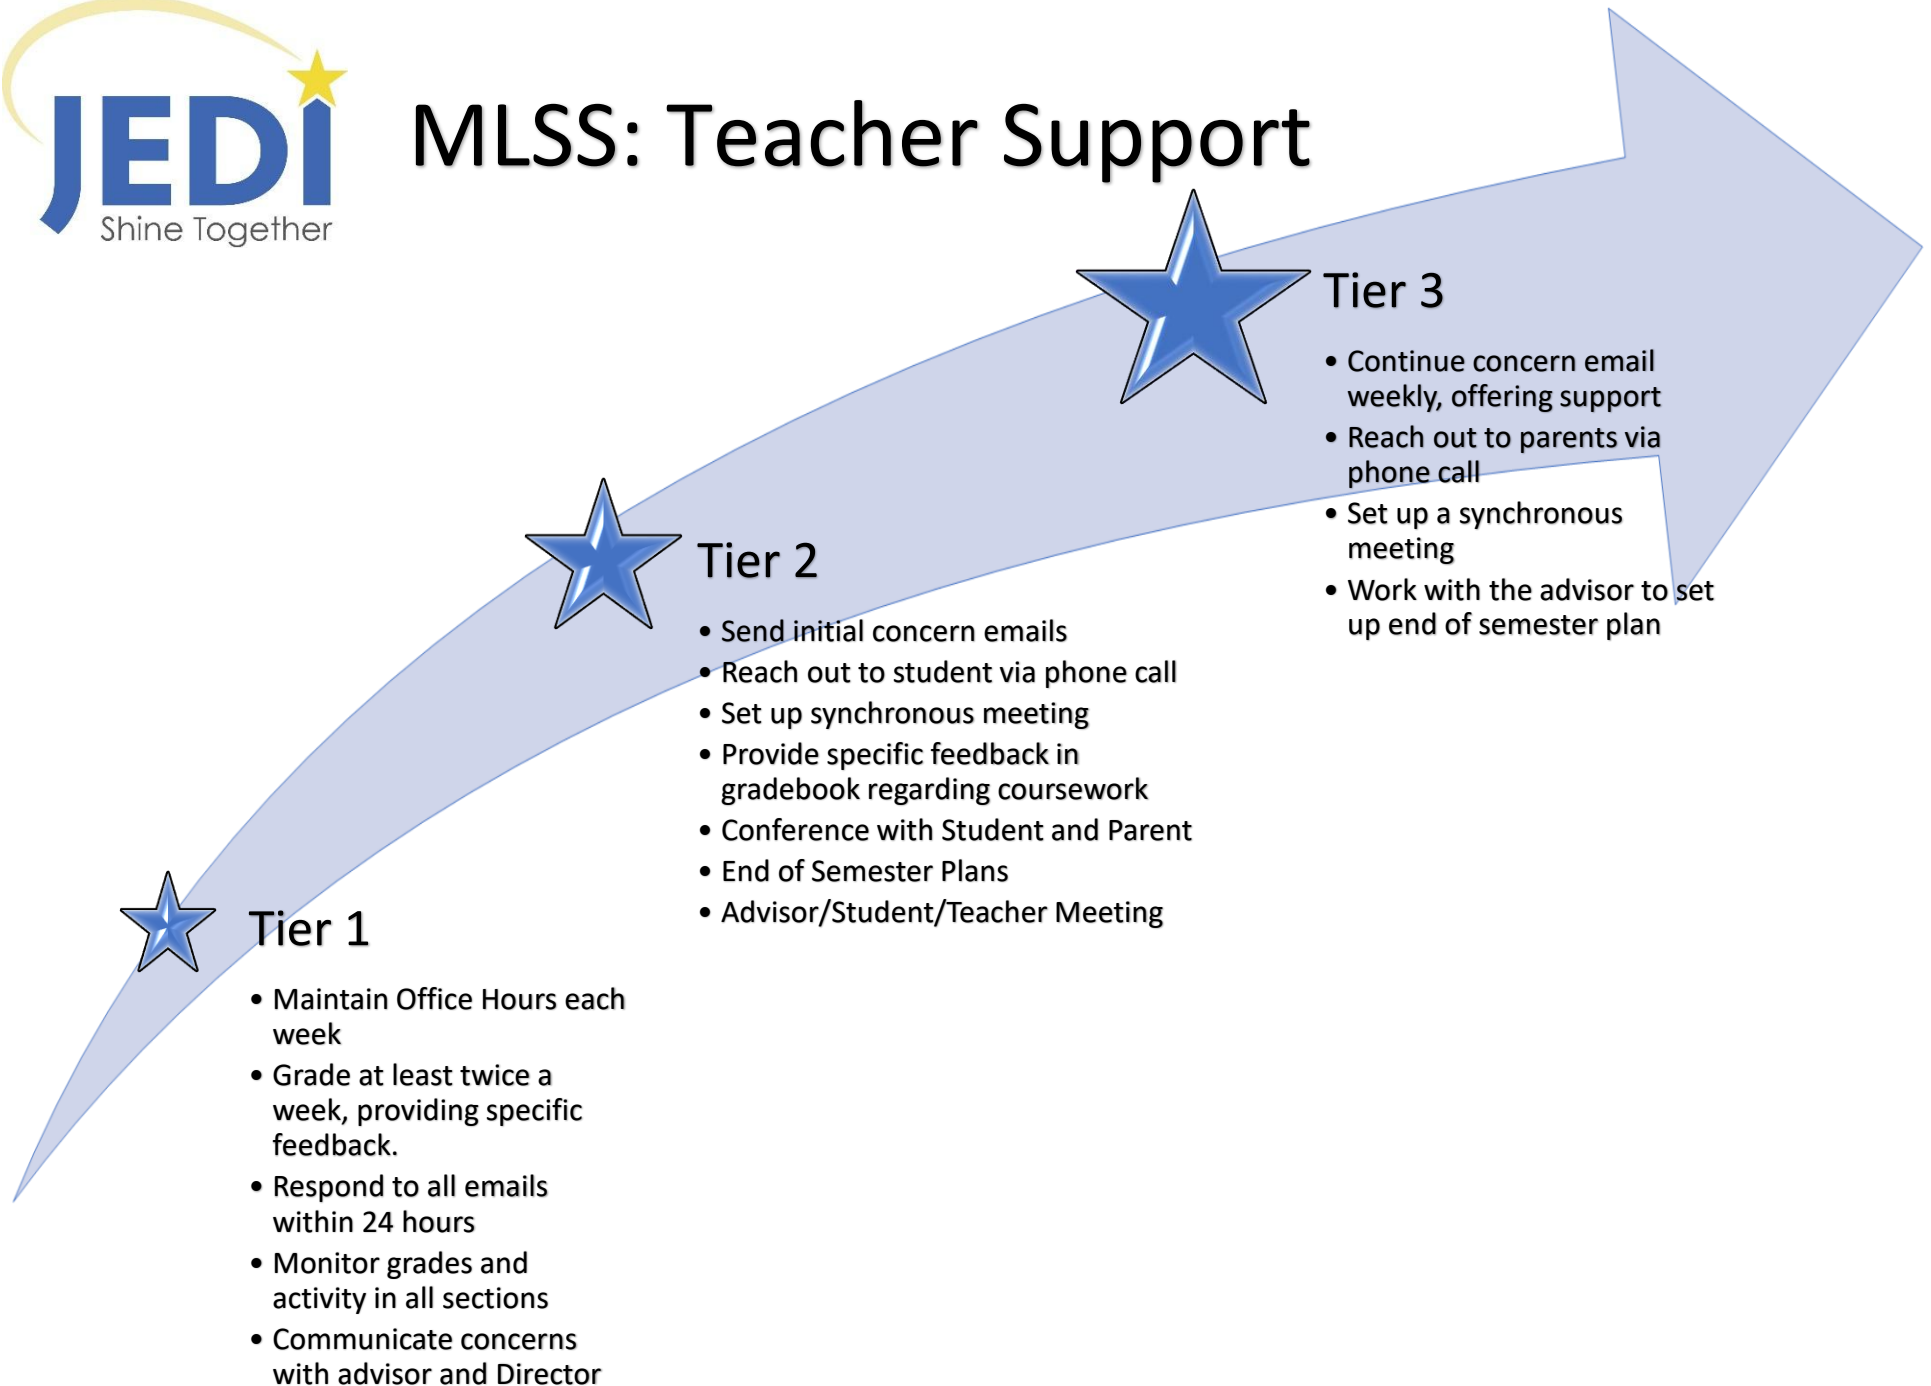 JEDI
Shine Together
MLSS: Teacher Support
Tier 3
• Continue concern email
weekly, offering support
• Reach out to parents via
phone call
• Set up a synchronous
meeting
• Work with the advisor to set
up end of semester plan
Tier 2
• Send initial concern emails
• Reach out to student via phone call
• Set up synchronous meeting
• Provide specific feedback in
gradebook regarding coursework
• Conference with Student and Parent
• End of Semester Plans
• Advisor/Student/Teacher Meeting
Tier 1
• Maintain Office Hours each
week
• Grade at least twice a
week, providing specific
feedback.
• Respond to all emails
within 24 hours
• Monitor grades and
activity in all sections
• Communicate concerns
with advisor and Director